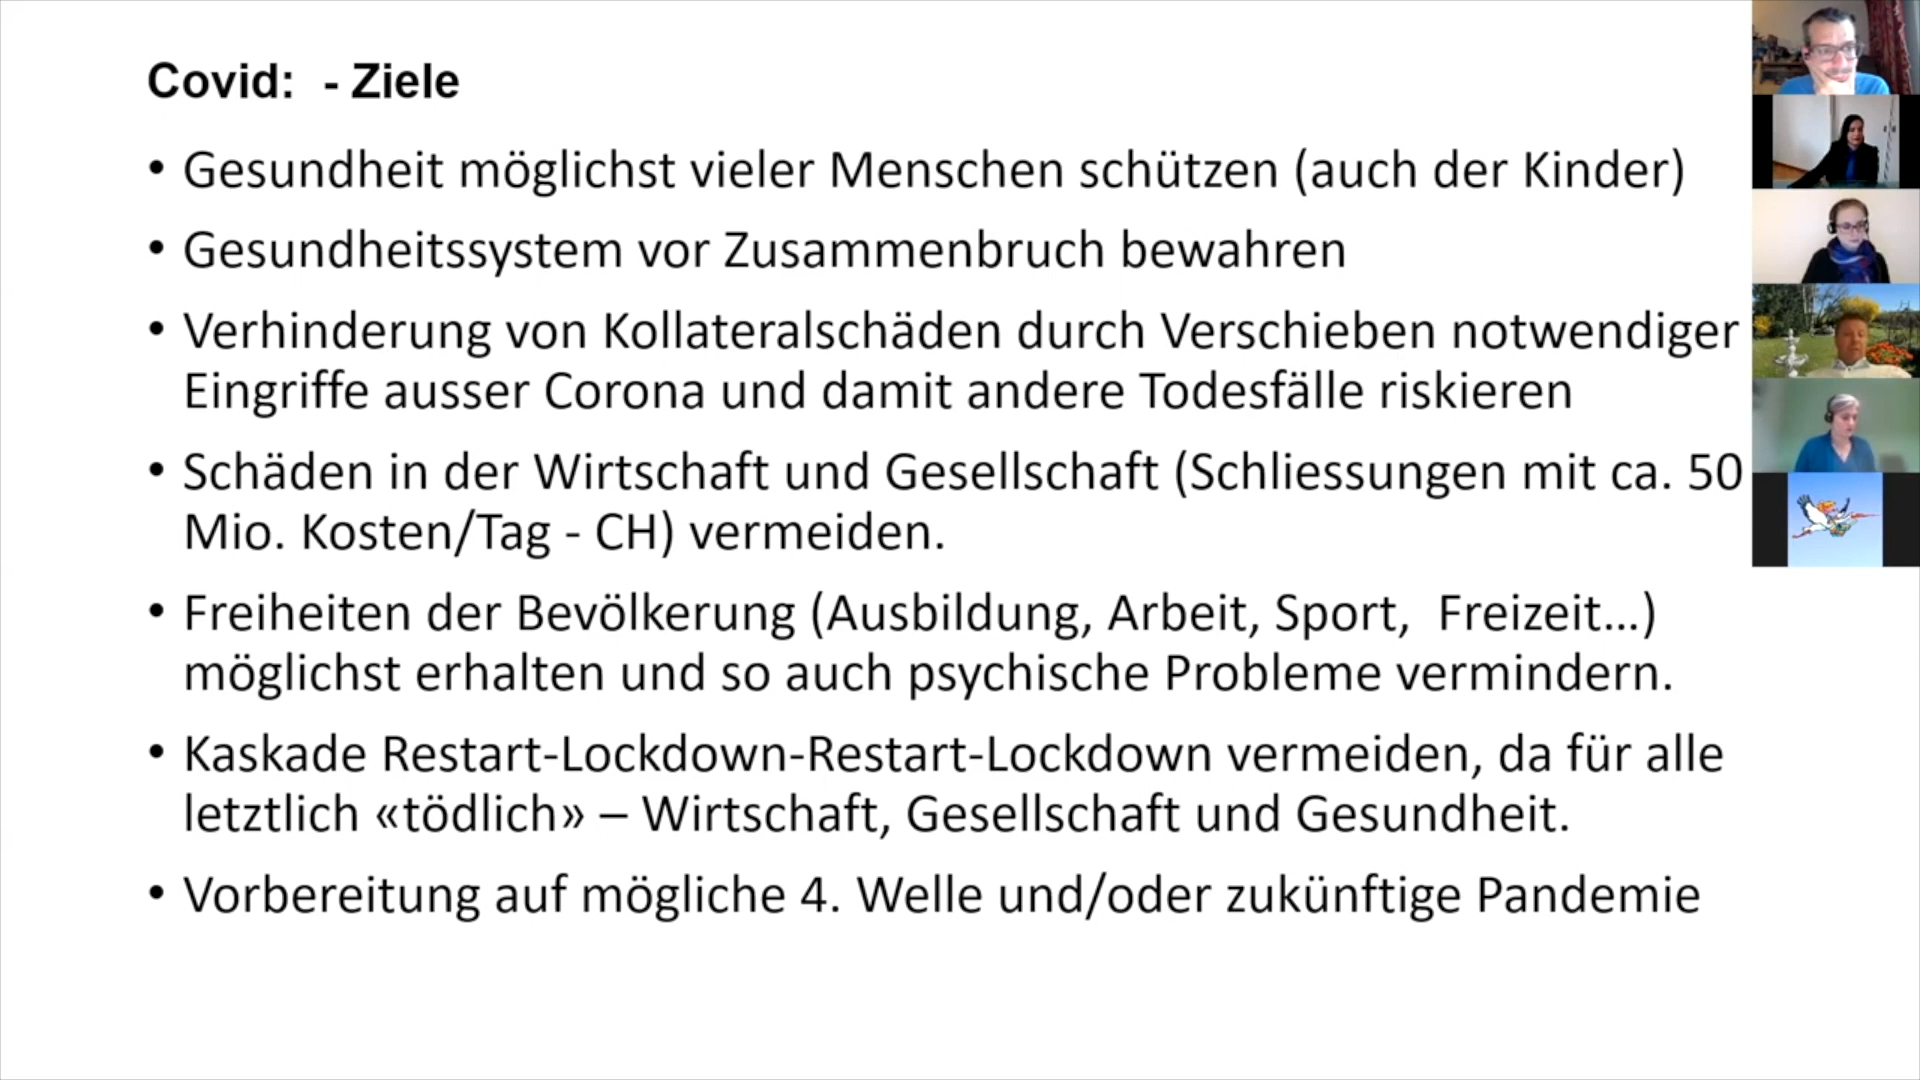 Covid:  - Ziele
• Gesundheit möglichst vieler Menschen schützen (auch der Kinder)
• Gesundheitssystem vor Zusammenbruch bewahren
• Verhinderung von Kollateralschäden durch Verschieben notwendiger
Eingriffe ausser Corona und damit andere Todesfälle riskieren
• Schäden in der Wirtschaft und Gesellschaft (Schliessungen mit ca. 50
Mio. Kosten/Tag - CH) vermeiden.
• Freiheiten der Bevölkerung (Ausbildung, Arbeit, Sport,  Freizeit...)
möglichst erhalten und so auch psychische Probleme vermindern.
• Kaskade Restart-Lockdown-Restart-Lockdown vermeiden, da für alle
letztlich «tödlich» – Wirtschaft, Gesellschaft und Gesundheit.
• Vorbereitung auf mögliche 4. Welle und/oder zukünftige Pandemie